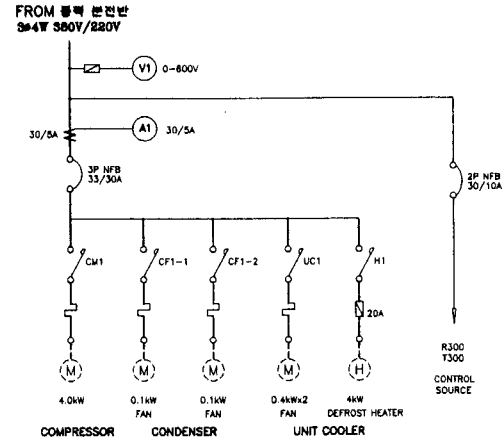 FROM 동력 분전반
3ø4W 380V/220V
V1 0-600V
30/5A A1 30/5A
3P NFB
33/30A
2P NFB
30/10A
CM1 CF1-1 CF1-2 UC1 H1
20A
M M M M H
R300
T300
4.0kW 0.1kW 0.1kW 0.4kWx2 4kW
FAN FAN FAN DEFROST HEATER
CONTROL
SOURCE
COMPRESSOR CONDENSER UNIT COOLER